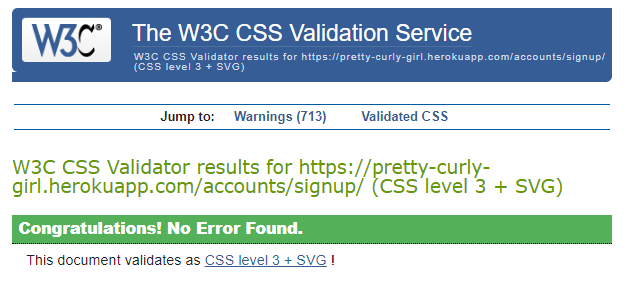 W3C®
The W3C CSS Validation Service
W3C CSS Validator results for https://pretty-curly-girl.herokuapp.com/accounts/signup/
(CSS level 3 + SVG)
Jump to: Warnings (713) Validated CSS
W3C CSS Validator results for https://pretty-curly-
girl.herokuapp.com/accounts/signup/ (CSS level 3 + SVG)
Congratulations! No Error Found.
This document validates as CSS level 3 + SVG !